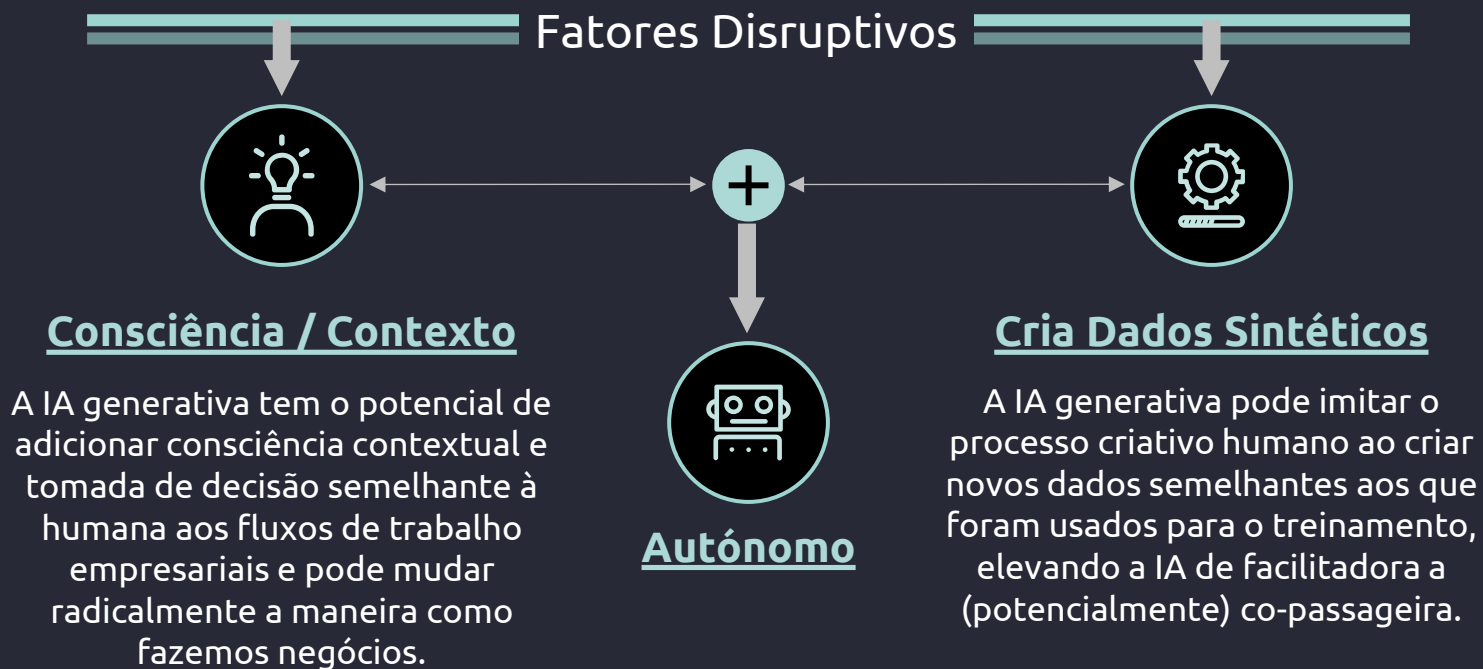 Fatores Disruptivos
Consciência / Contexto
A IA generativa tem o potencial de
adicionar consciência contextual e
tomada de decisão semelhante à
humana aos fluxos de trabalho
empresariais e pode mudar
radicalmente a maneira como
fazemos negócios.
Autónomo
Cria Dados Sintéticos
A IA generativa pode imitar o
processo criativo humano ao criar
novos dados semelhantes aos que
foram usados para o treinamento,
elevando a IA de facilitadora a
(potencialmente) co-passageira.